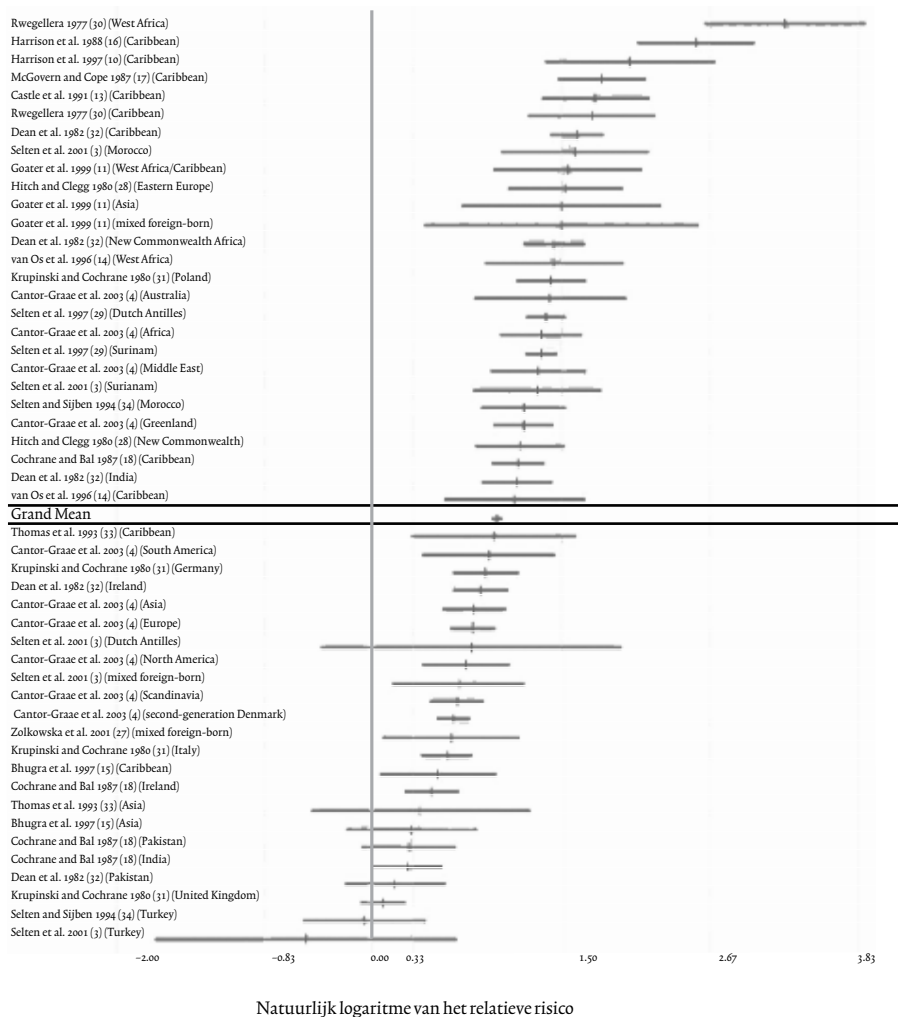 Rwegellera 1977 (30) (West Africa)
Harrison et al. 1988 (16) (Caribbean)
Harrison et al. 1997 (10) (Caribbean)
McGovern and Cope 1987 (17) (Caribbean)
Castle et al. 1991 (13) (Caribbean)
Rwegellera 1977 (30) (Caribbean)
Dean et al. 1982 (32) (Caribbean)
Selten et al. 2001 (3) (Morocco)
Goater et al. 1999 (11) (West Africa/Caribbean)
Hitch and Clegg 1980 (28) (Eastern Europe)
Goater et al. 1999 (11) (Asia)
Goater et al. 1999 (11) (mixed foreign-born)
Dean et al. 1982 (32) (New Commonwealth Africa)
van Os et al. 1996 (14) (West Africa)
Krupinski and Cochrane 1980 (31) (Poland)
Cantor-Graae et al. 2003 (4) (Australia)
Selten et al. 1997 (29) (Dutch Antilles)
Cantor-Graae et al. 2003 (4) (Africa)
Selten et al. 1997 (29) (Surinam)
Cantor-Graae et al. 2003 (4) (Middle East)
Selten et al. 2001 (3) (Surianam)
Selten and Sijben 1994 (34) (Morocco)
Cantor-Graae et al. 2003 (4) (Greenland)
Hitch and Clegg 1980 (28) (New Commonwealth)
Cochrane and Bal 1987 (18) (Caribbean)
Dean et al. 1982 (32) (India)
van Os et al. 1996 (14) (Caribbean)
Grand Mean
Thomas et al. 1993 (33) (Caribbean)
Cantor-Graae et al. 2003 (4) (South America)
Krupinski and Cochrane 1980 (31) (Germany)
Dean et al. 1982 (32) (Ireland)
Cantor-Graae et al. 2003 (4) (Asia)
Cantor-Graae et al. 2003 (4) (Europe)
Selten et al. 2001 (3) (Dutch Antilles)
Cantor-Graae et al. 2003 (4) (North America)
Selten et al. 2001 (3) (mixed foreign-born)
Cantor-Graae et al. 2003 (4) (Scandinavia)
Cantor-Graae et al. 2003 (4) (second-generation Denmark)
Zolkowska et al. 2001 (27) (mixed foreign-born)
Krupinski and Cochrane 1980 (31) (Italy)
Bhugra et al. 1997 (15) (Caribbean)
Cochrane and Bal 1987 (18) (Ireland)
Thomas et al. 1993 (33) (Asia)
Bhugra et al. 1997 (15) (Asia)
Cochrane and Bal 1987 (18) (Pakistan)
Cochrane and Bal 1987 (18) (India)
Dean et al. 1982 (32) (Pakistan)
Krupinski and Cochrane 1980 (31) (United Kingdom)
Selten and Sijben 1994 (34) (Turkey)
Selten et al. 2001 (3) (Turkey)
−2.00 −0.83 0.00 0.33 1.50 2.67 3.83
Natuurlijk logaritme van het relatieve risico